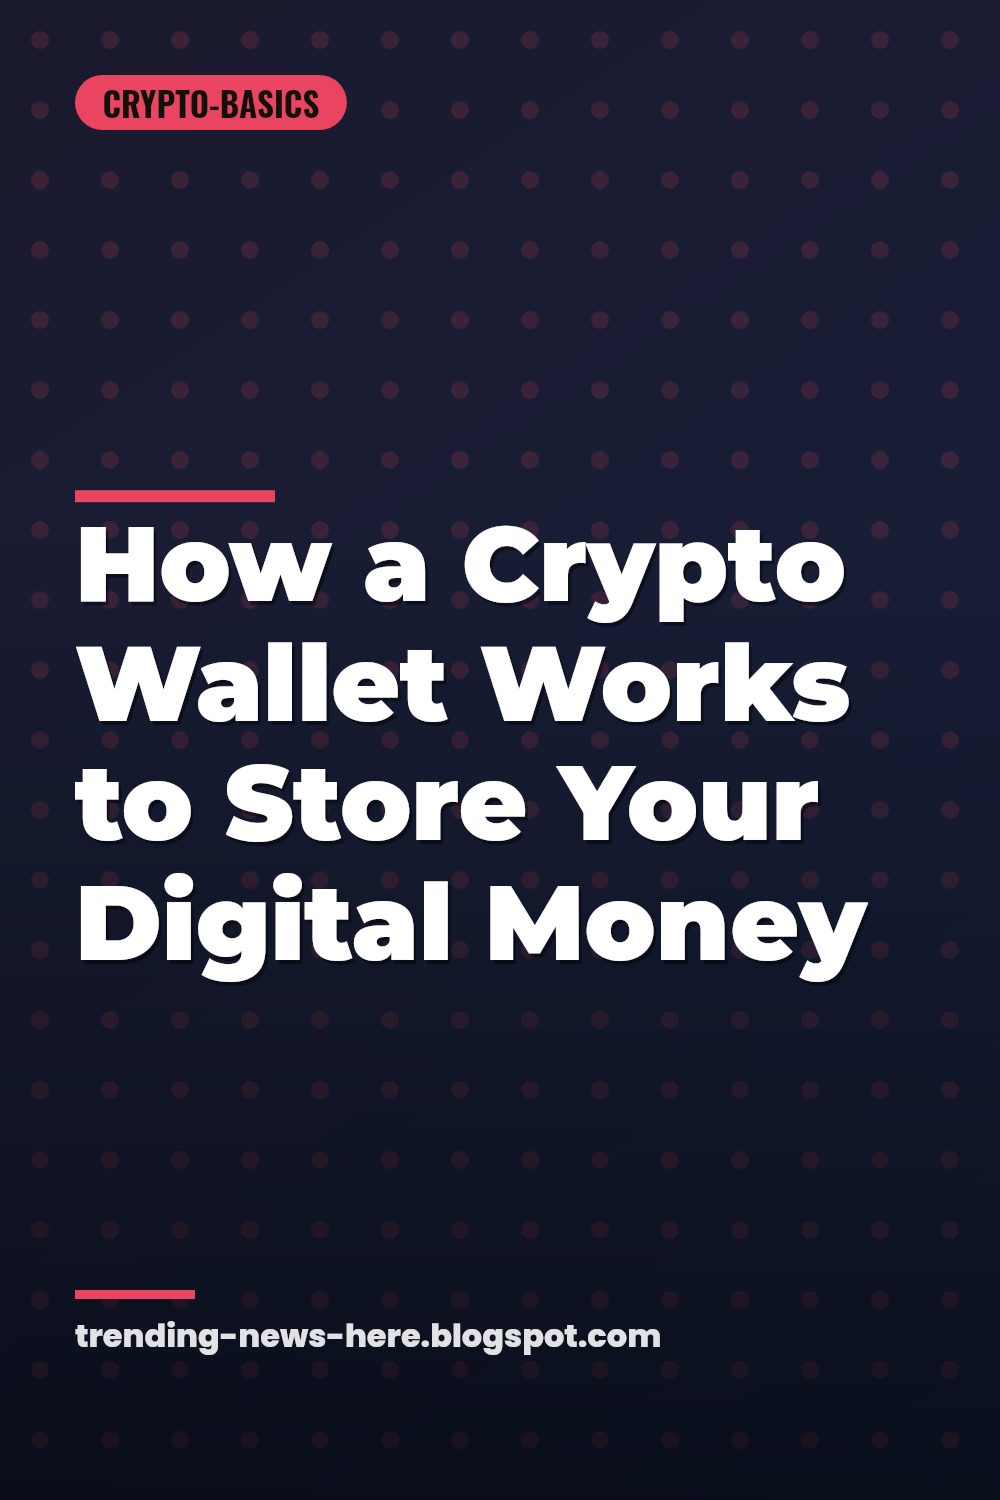 CRYPTO-BASICS
How a Crypto
Wallet Works
to Store Your
Digital Money
trending-news-here.blogspot.com